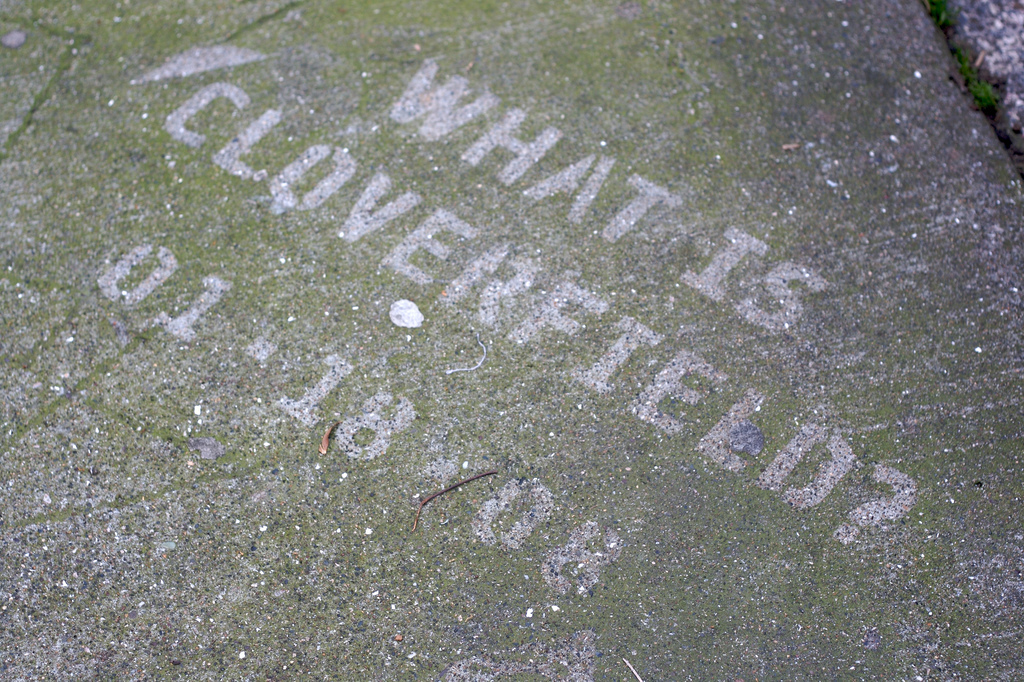 WHAT IS
CLOVERFIELD?
01.18.08